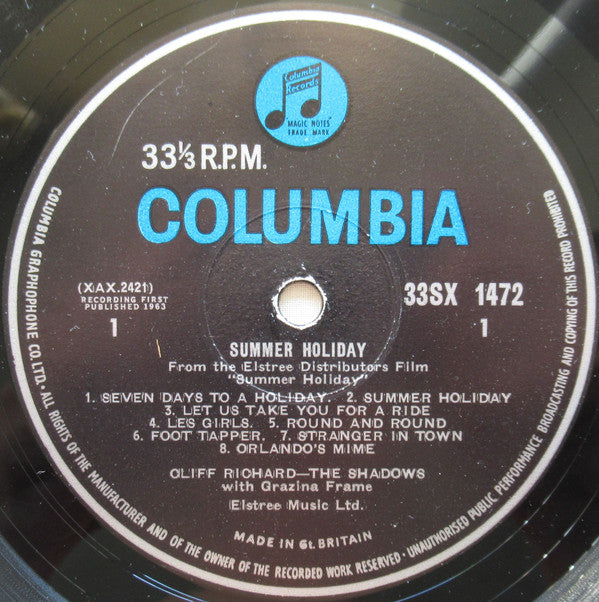 Columbia
Records
MAGIC NOTES
TRADE MARK
33⅓ R.P.M.
COLUMBIA
(XAX.2421)
RECORDING FIRST
PUBLISHED 1963
1
33SX 1472
1
SUMMER HOLIDAY
From the Elstree Distributors Film
"Summer Holiday"
1. SEVEN DAYS TO A HOLIDAY. 2. SUMMER HOLIDAY
3. LET US TAKE YOU FOR A RIDE
4. LES GIRLS. 5. ROUND AND ROUND
6. FOOT TAPPER. 7. STRANGER IN TOWN
8. ORLANDO'S MIME
CLIFF RICHARD—THE SHADOWS
with Grazina Frame
Elstree Music Ltd.
MADE IN Gt. BRITAIN
COLUMBIA GRAPHOPHONE CO. LTD. · ALL RIGHTS OF THE MANUFACTURER AND OF THE OWNER OF THE RECORDED WORK RESERVED · UNAUTHORISED PUBLIC PERFORMANCE BROADCASTING AND COPYING OF THIS RECORD PROHIBITED